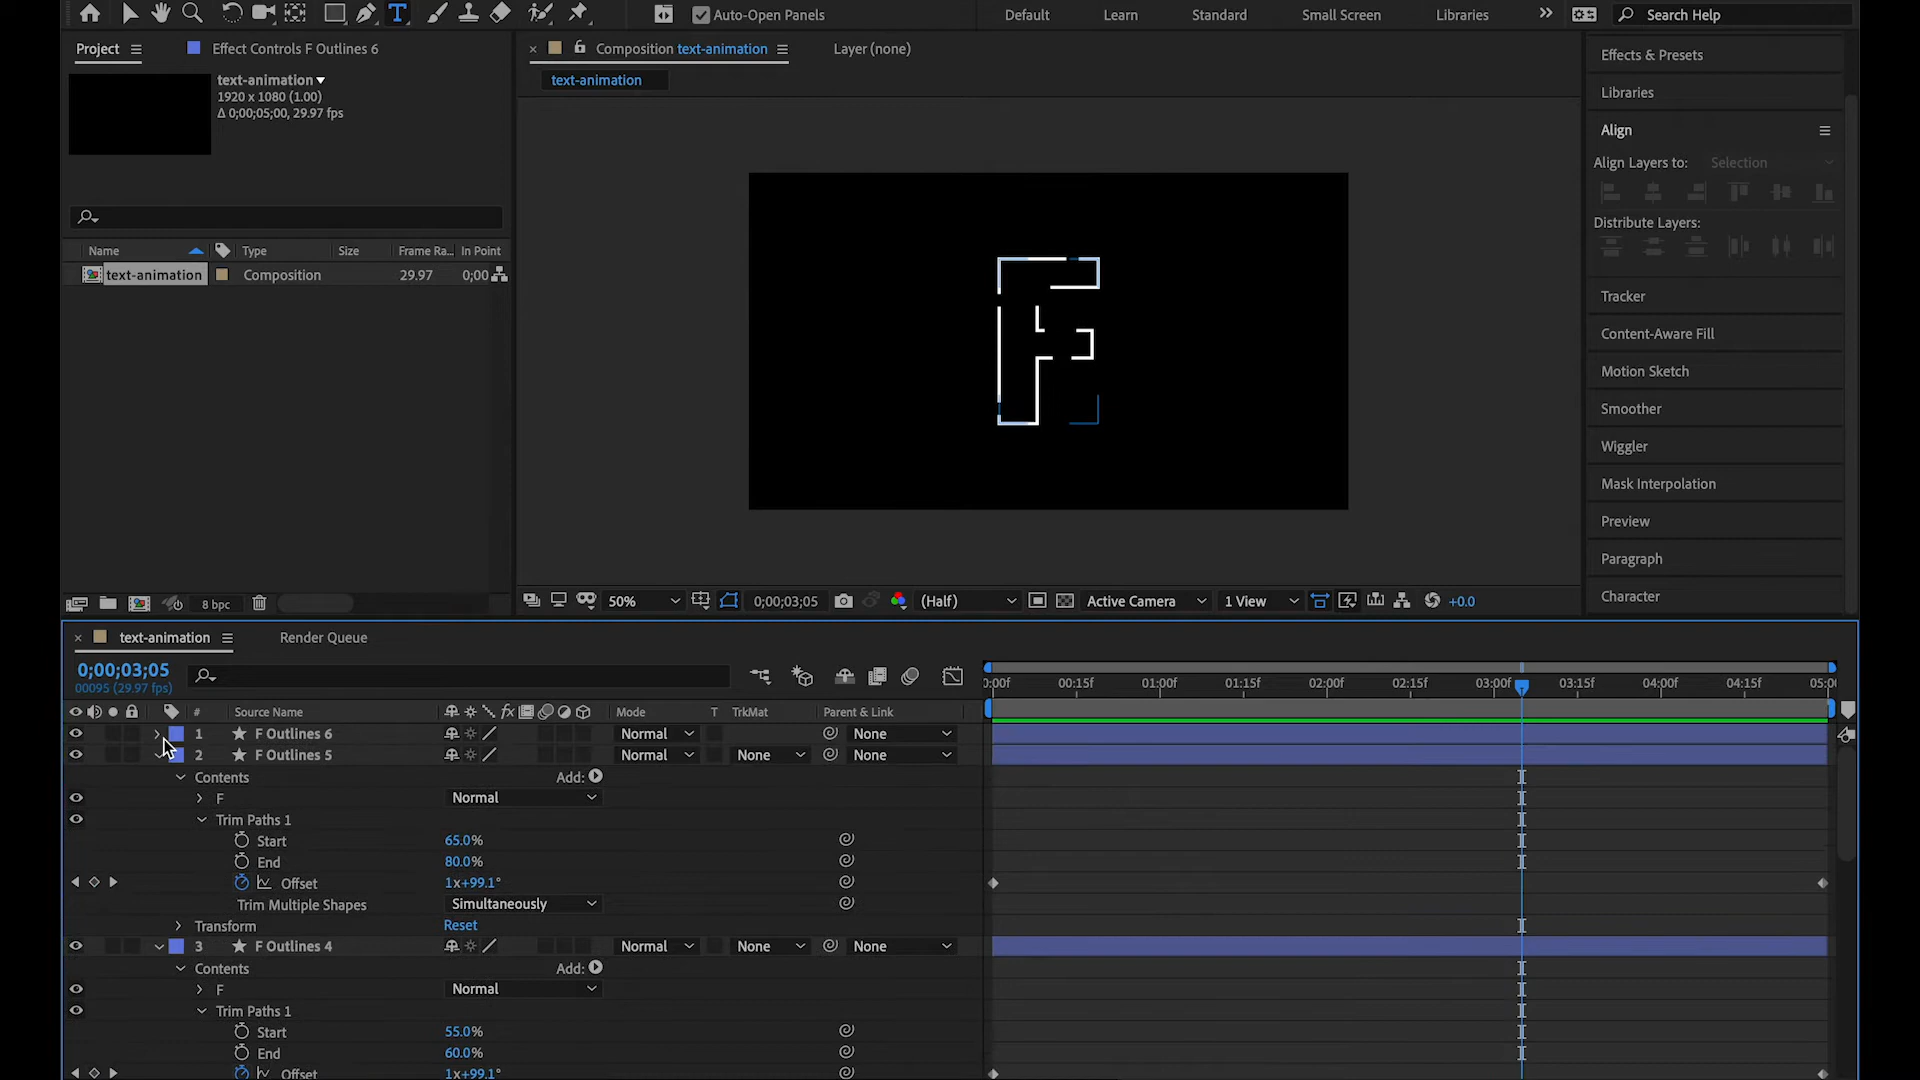 T
Auto-Open Panels
Default
Learn
Standard
Small Screen
Libraries
Search Help
Project
Effect Controls F Outlines 6
Composition text-animation
Layer (none)
text-animation
1920 x 1080 (1.00)
Δ 0;00;05;00, 29.97 fps
text-animation
Effects & Presets
Libraries
Align
Align Layers to:
Selection
Distribute Layers:
Tracker
Content-Aware Fill
Motion Sketch
Smoother
Wiggler
Mask Interpolation
Preview
Paragraph
Character
Name
Type
Size
Frame Ra...
In Point
text-animation
Composition
29.97
0;00
F
8 bpc
50%
0;00;03;05
(Half)
Active Camera
1 View
+0.0
text-animation
Render Queue
0;00;03;05
00095 (29.97 fps)
0:00f
00:15f
01:00f
01:15f
02:00f
02:15f
03:00f
03:15f
04:00f
04:15f
05:00
#
Source Name
fx
Mode
T
TrkMat
Parent & Link
1
F Outlines 6
Normal
None
2
F Outlines 5
Normal
None
None
Contents
Add:
F
Normal
Trim Paths 1
Start
65.0%
End
80.0%
Offset
1x+99.1°
Trim Multiple Shapes
Simultaneously
Transform
Reset
3
F Outlines 4
Normal
None
None
Contents
Add:
F
Normal
Trim Paths 1
Start
55.0%
End
60.0%
Offset
1x+99.1°